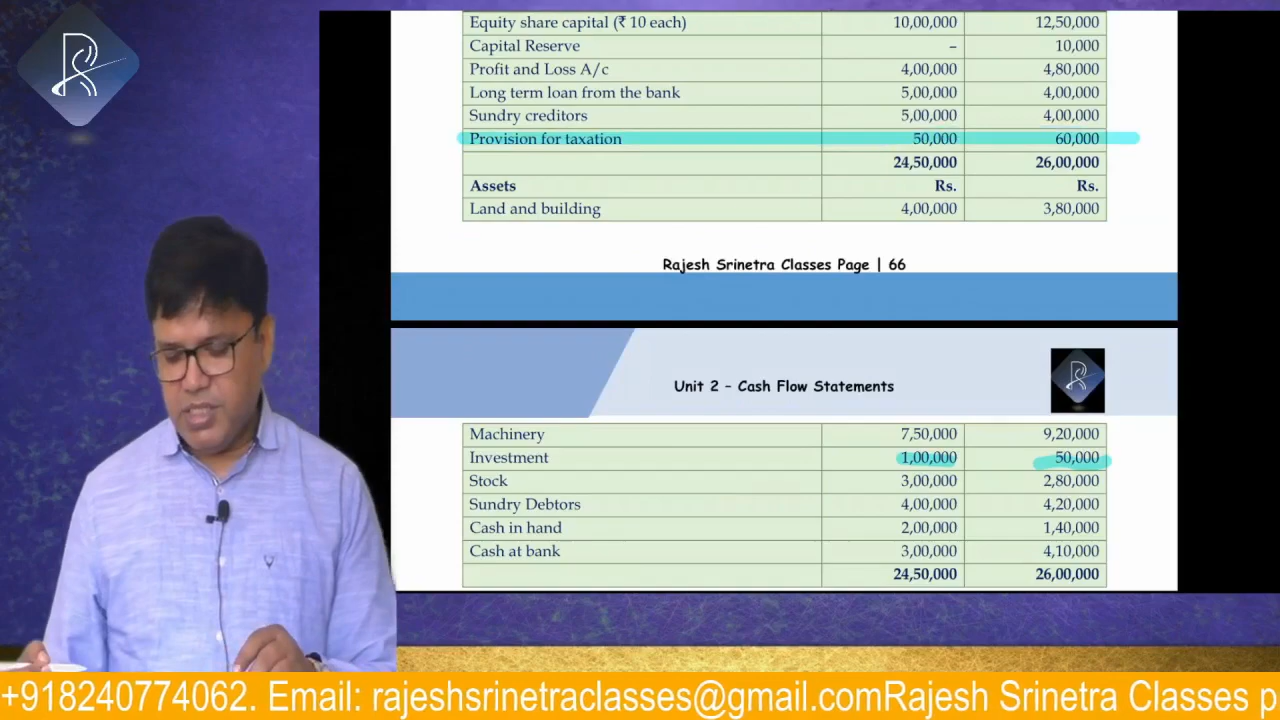 Equity share capital (₹ 10 each) 10,00,000 12,50,000
Capital Reserve – 10,000
Profit and Loss A/c 4,00,000 4,80,000
Long term loan from the bank 5,00,000 4,00,000
Sundry creditors 5,00,000 4,00,000
Provision for taxation 50,000 60,000
24,50,000 26,00,000
Assets Rs. Rs.
Land and building 4,00,000 3,80,000
Rajesh Srinetra Classes Page | 66
Unit 2 – Cash Flow Statements
Machinery 7,50,000 9,20,000
Investment 1,00,000 50,000
Stock 3,00,000 2,80,000
Sundry Debtors 4,00,000 4,20,000
Cash in hand 2,00,000 1,40,000
Cash at bank 3,00,000 4,10,000
24,50,000 26,00,000
+918240774062. Email: rajeshsrinetraclasses@gmail.comRajesh Srinetra Classes p